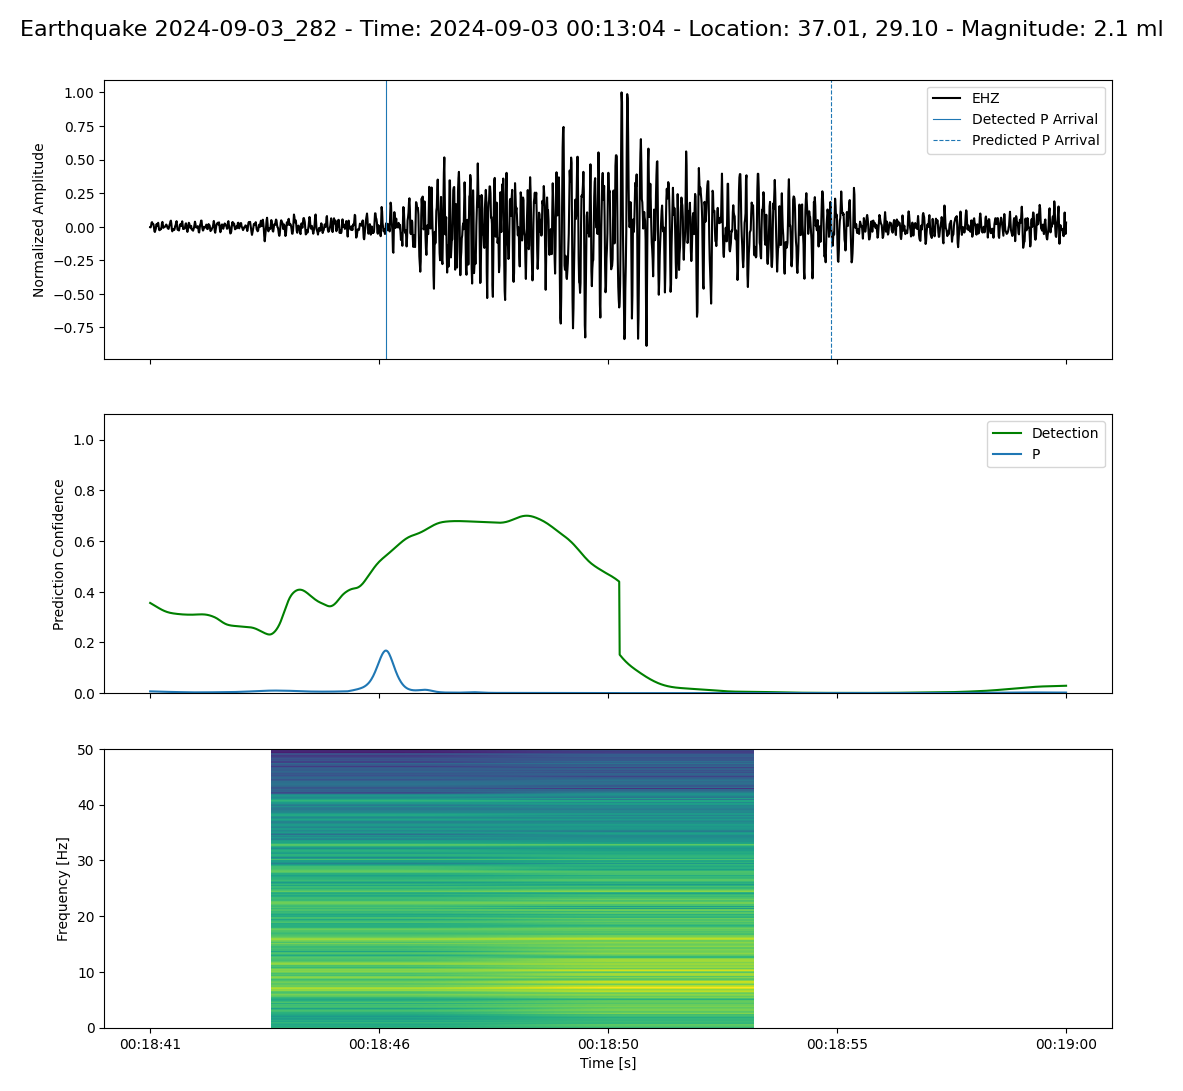 Earthquake 2024-09-03_282 - Time: 2024-09-03 00:13:04 - Location: 37.01, 29.10 - Magnitude: 2.1 ml
1.00
0.75
0.50
0.25
0.00
−0.25
−0.50
−0.75
Normalized Amplitude
EHZ
Detected P Arrival
Predicted P Arrival
1.0
0.8
0.6
0.4
0.2
0.0
Prediction Confidence
Detection
P
50
40
30
20
10
0
Frequency [Hz]
00:18:41 00:18:46 00:18:50 00:18:55 00:19:00
Time [s]